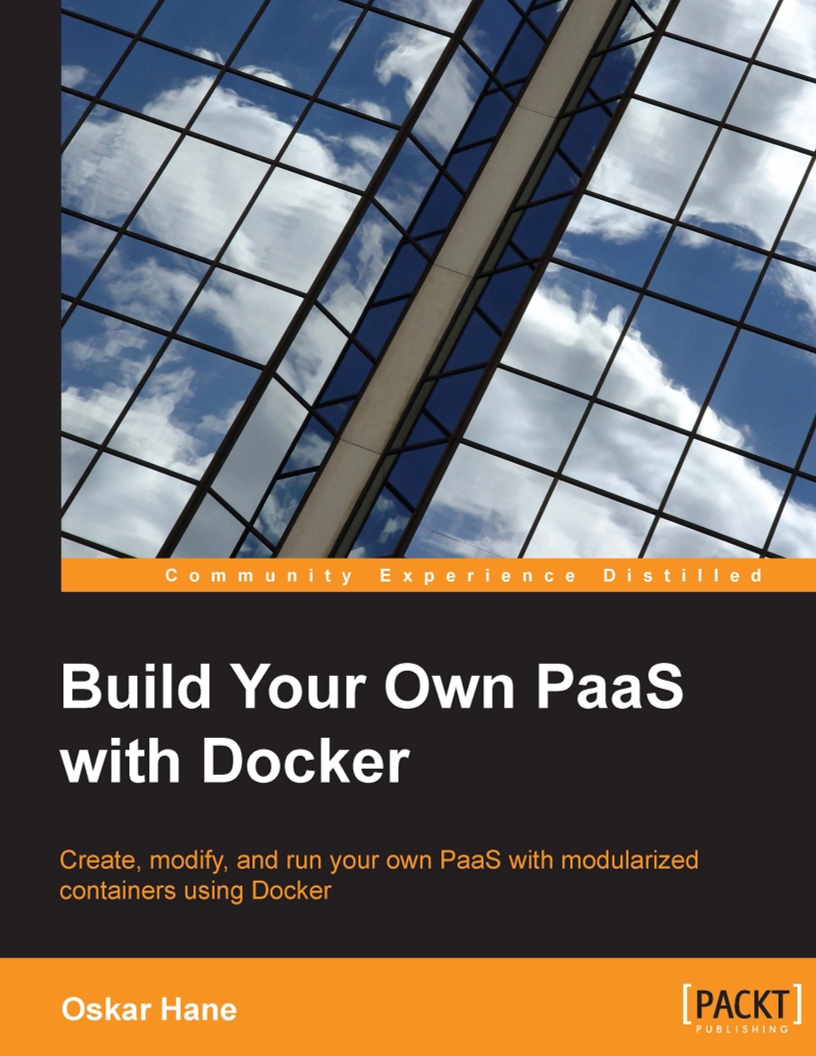 Community Experience Distilled
Build Your Own PaaS
with Docker
Create, modify, and run your own PaaS with modularized
containers using Docker
Oskar Hane
[PACKT]
PUBLISHING